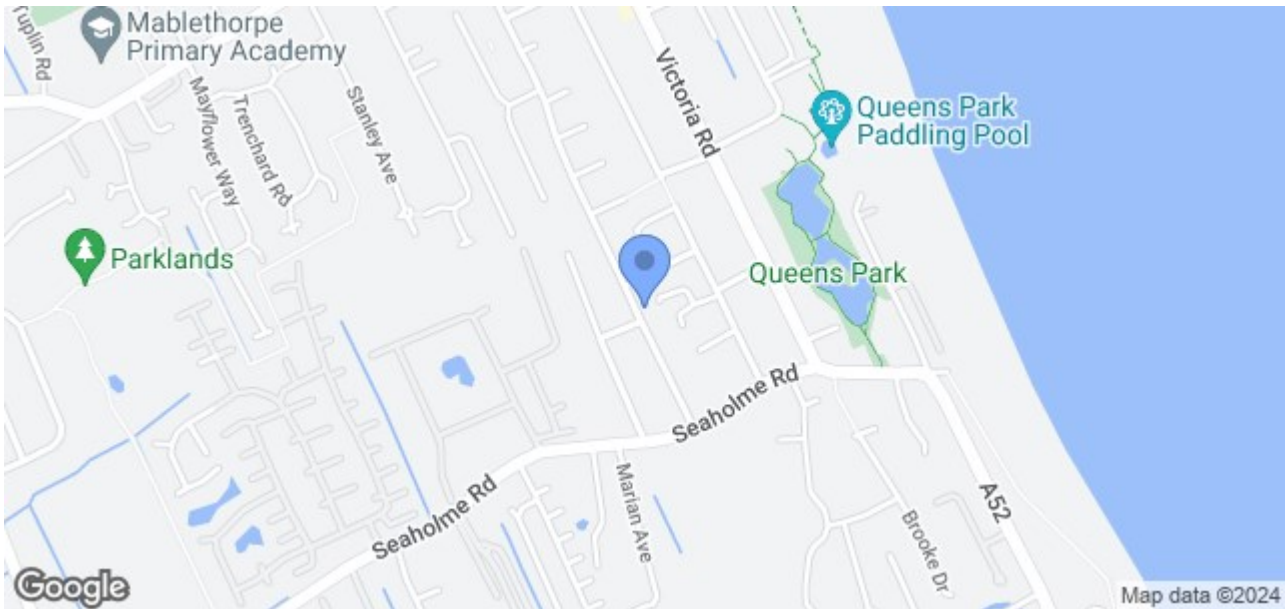 Tuplin Rd
Mablethorpe
Primary Academy
Mayflower Way
Trenchard Rd
Stanley Ave
Victoria Rd
Queens Park
Paddling Pool
Parklands
Queens Park
Seaholme Rd
Seaholme Rd
Marian Ave
A52
Brooke Dr
Google
Map data ©2024